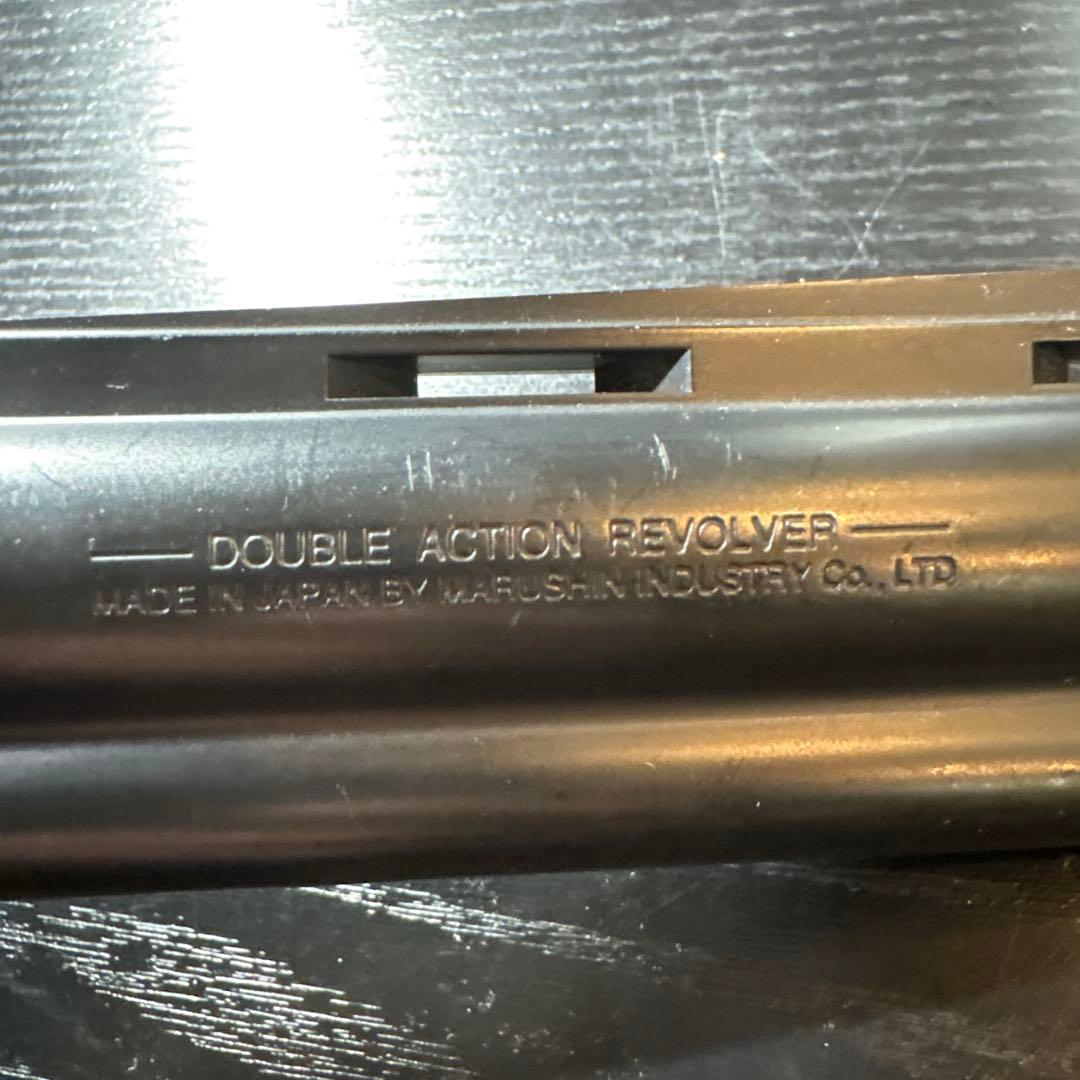 DOUBLE ACTION REVOLVER
MADE IN JAPAN BY MARUSHIN INDUSTRY Co., LTD